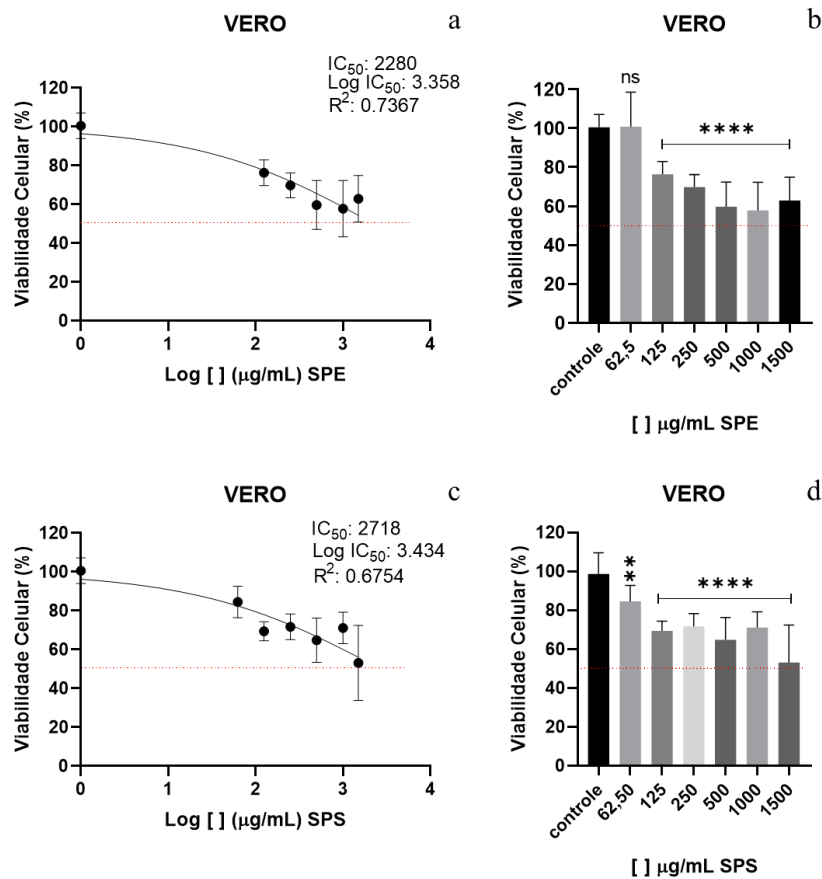 VERO
a
IC50: 2280
Log IC50: 3.358
R2: 0.7367
Viabilidade Celular (%)
120
100
80
60
40
20
0
0 1 2 3 4
Log [ ] (µg/mL) SPE
VERO
b
ns
****
Viabilidade Celular (%)
120
100
80
60
40
20
0
controle 62,5 125 250 500 1000 1500
[ ] µg/mL SPE
VERO
c
IC50: 2718
Log IC50: 3.434
R2: 0.6754
Viabilidade Celular (%)
120
100
80
60
40
20
0
0 1 2 3 4
Log [ ] (µg/mL) SPS
VERO
d
**
****
Viabilidade Celular (%)
120
100
80
60
40
20
0
controle 62,50 125 250 500 1000 1500
[ ] µg/mL SPS